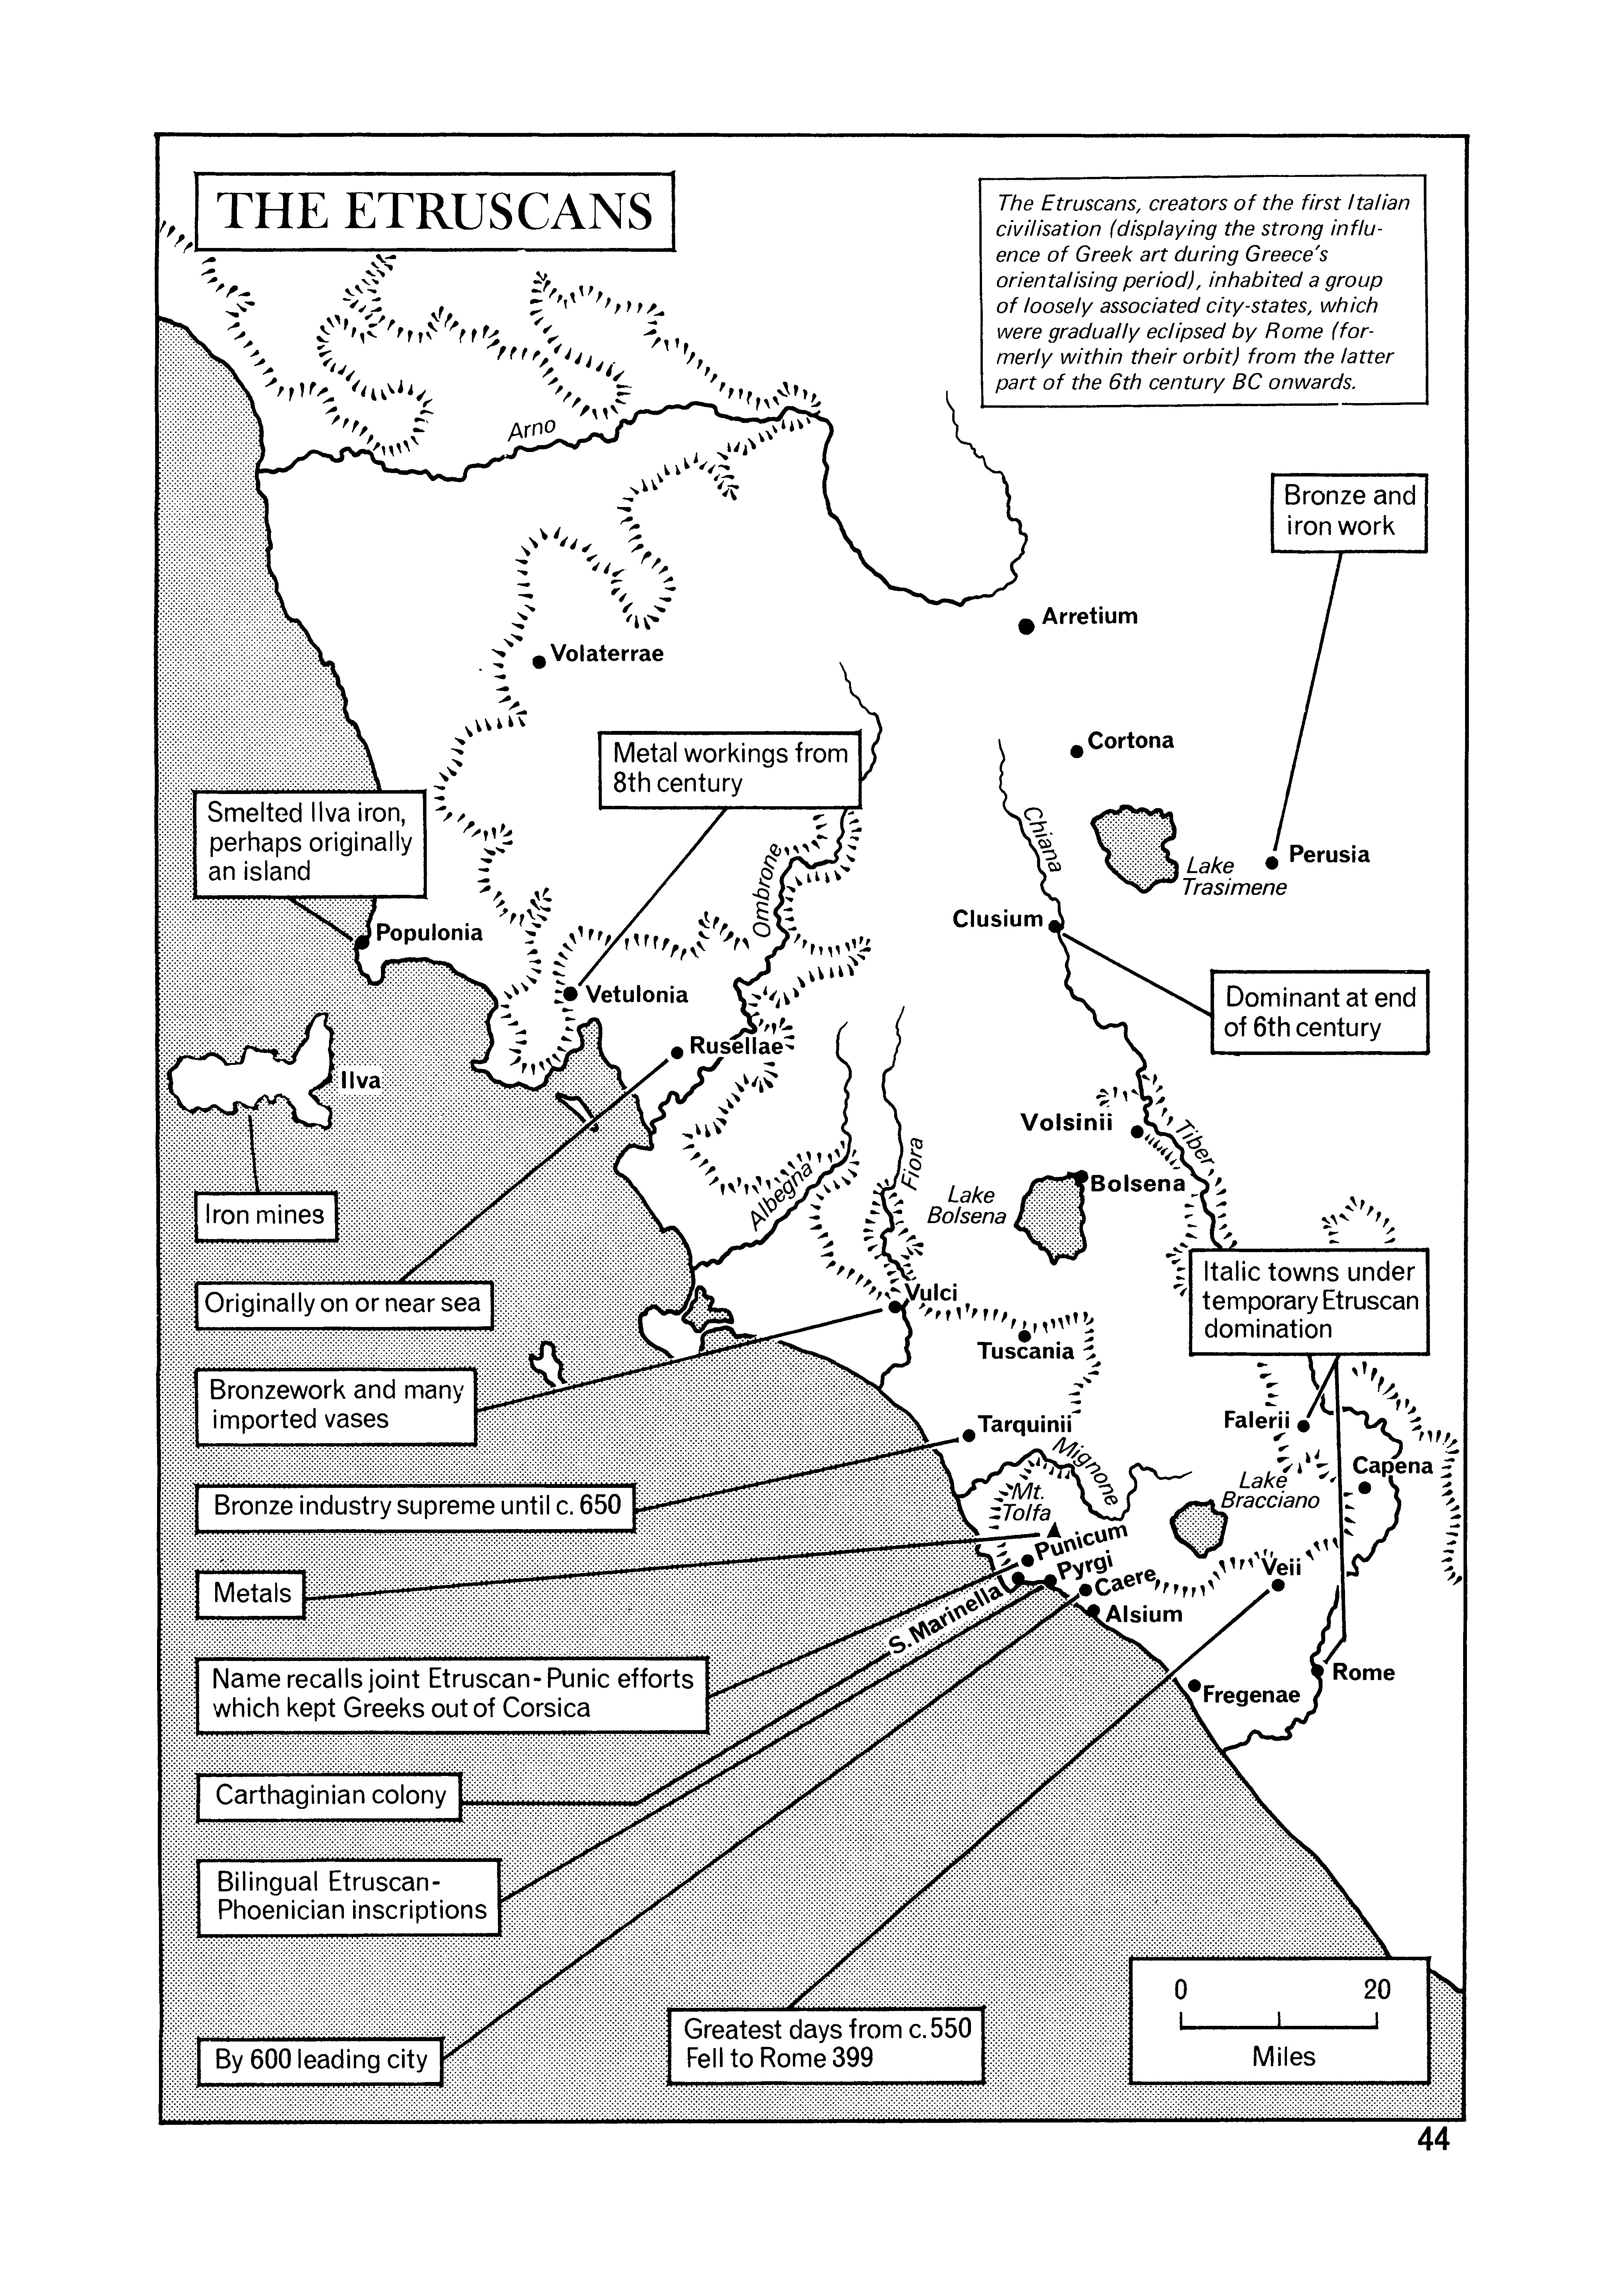 THE ETRUSCANS
The Etruscans, creators of the first Italian
civilisation (displaying the strong influ-
ence of Greek art during Greece's
orientalising period), inhabited a group
of loosely associated city-states, which
were gradually eclipsed by Rome (for-
merly within their orbit) from the latter
part of the 6th century BC onwards.
Arno
Bronze and
iron work
Arretium
Volaterrae
Cortona
Metal workings from
8th century
Smelted Ilva iron,
perhaps originally
an island
Chiana
Ombrone
Lake
Trasimene
Perusia
Clusium
Populonia
Vetulonia
Dominant at end
of 6th century
Rusellae
Ilva
Volsinii
Tiber
Fiora
Albegna
Bolsena
Lake
Bolsena
Iron mines
Originally on or near sea
Vulci
Italic towns under
temporary Etruscan
domination
Tuscania
Bronzework and many
imported vases
Tarquinii
Falerii
Mignone
Capena
Lake
Bracciano
Mt.
Tolfa
Bronze industry supreme until c. 650
Punicum
Pyrgi
Caere
Veii
Metals
S. Marinella
Alsium
Name recalls joint Etruscan-Punic efforts
which kept Greeks out of Corsica
Rome
Fregenae
Carthaginian colony
Bilingual Etruscan-
Phoenician inscriptions
By 600 leading city
Greatest days from c.550
Fell to Rome 399
0 20
Miles
44